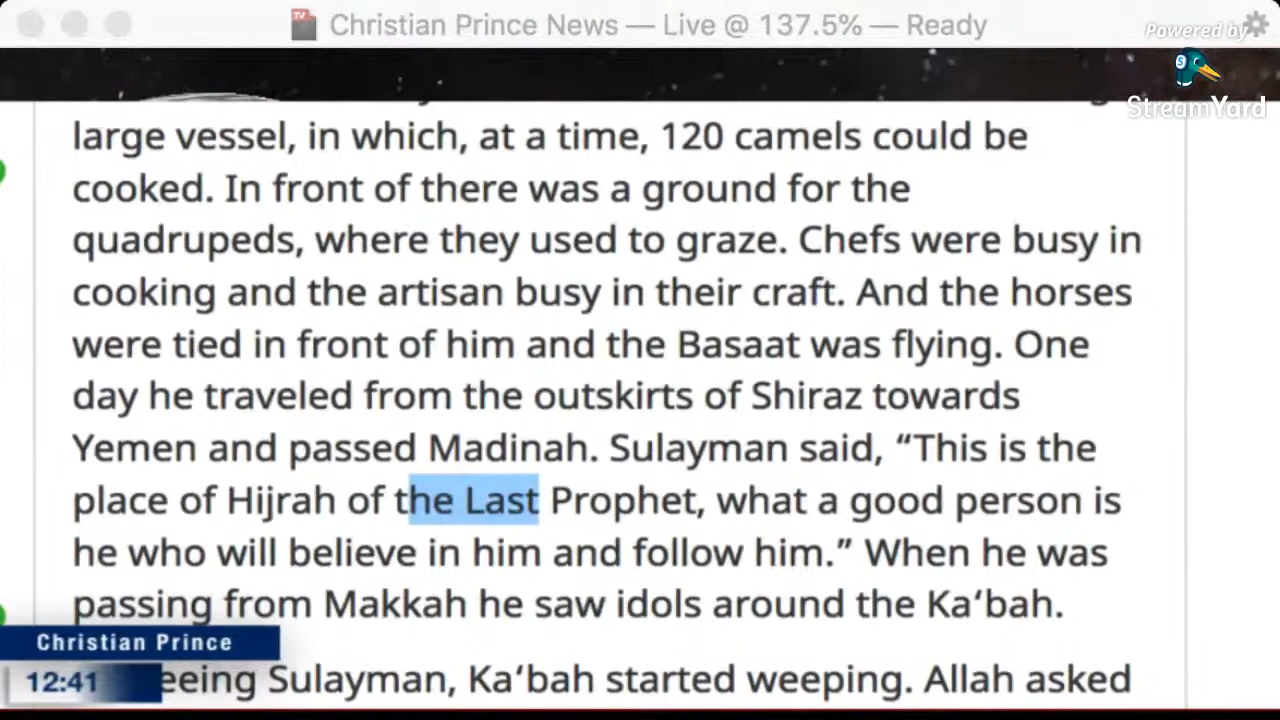 Christian Prince News — Live @ 137.5% — Ready
Powered by
StreamYard
large vessel, in which, at a time, 120 camels could be
cooked. In front of there was a ground for the
quadrupeds, where they used to graze. Chefs were busy in
cooking and the artisan busy in their craft. And the horses
were tied in front of him and the Basaat was flying. One
day he traveled from the outskirts of Shiraz towards
Yemen and passed Madinah. Sulayman said, “This is the
place of Hijrah of the Last Prophet, what a good person is
he who will believe in him and follow him.” When he was
passing from Makkah he saw idols around the Ka‘bah.
Christian Prince
12:41
eeing Sulayman, Ka‘bah started weeping. Allah asked